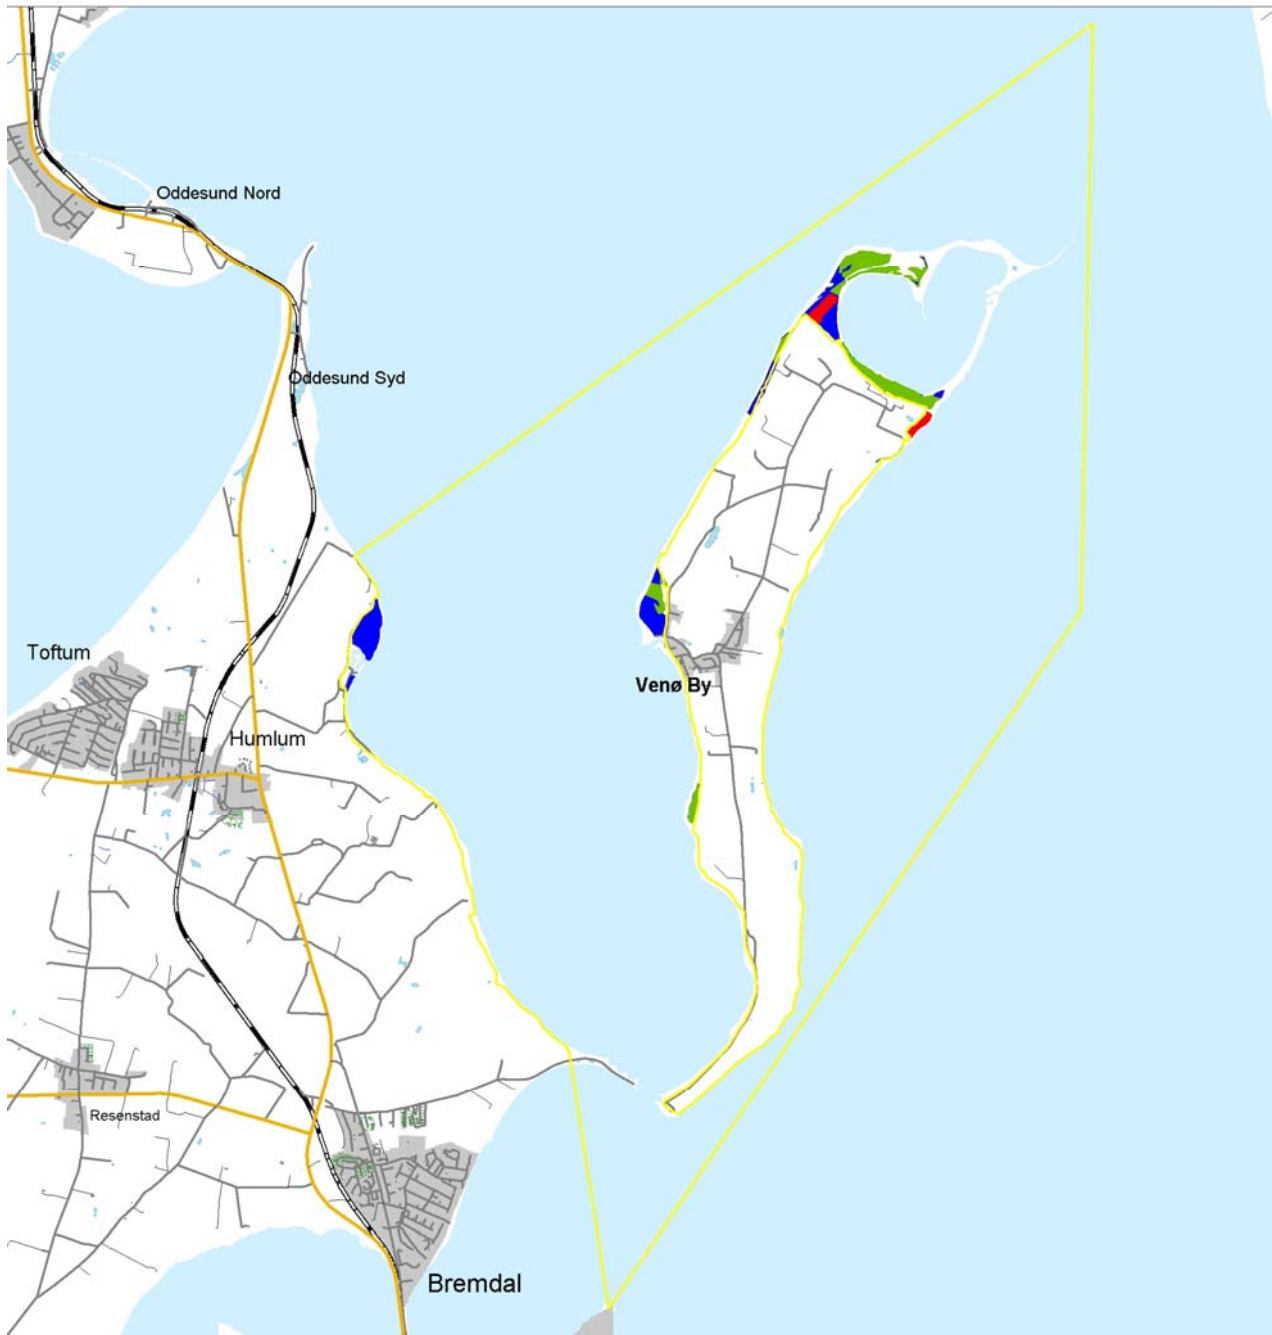 Oddesund Nord
Oddesund Syd
Toftum
Venø By
Humlum
Resenstad
Bremdal